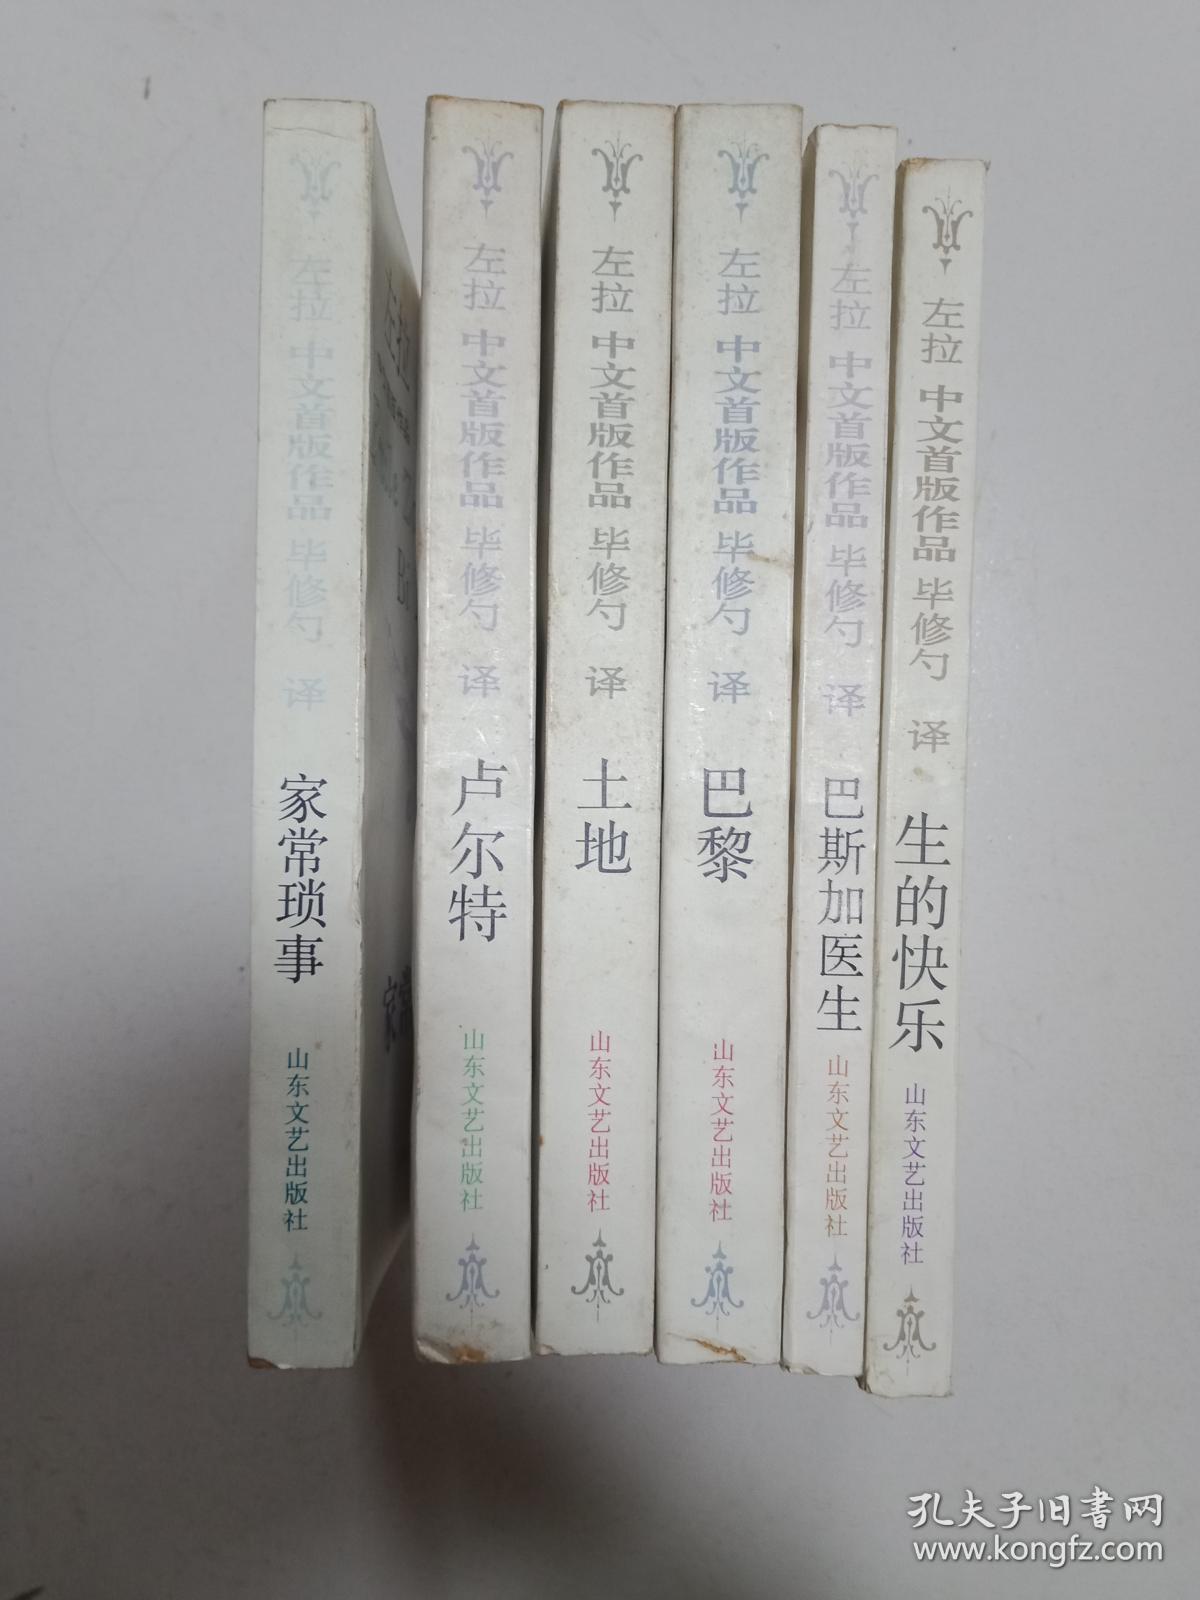 左拉 中文首版作品 毕修勺 译 家常琐事 山东文艺出版社
左拉
家常
左拉 中文首版作品 毕修勺 译 卢尔特 山东文艺出版社
左拉 中文首版作品 毕修勺 译 土地 山东文艺出版社
左拉 中文首版作品 毕修勺 译 巴黎 山东文艺出版社
左拉 中文首版作品 毕修勺 译 巴斯加医生 山东文艺出版社
左拉 中文首版作品 毕修勺 译 生的快乐 山东文艺出版社
孔夫子旧书网
www.kongfz.com